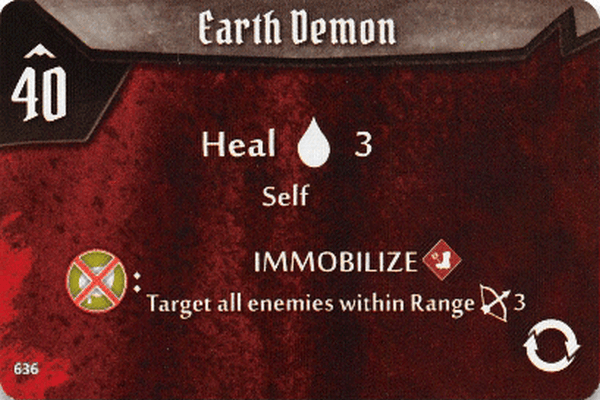 Earth Demon
40
Heal 3
Self
IMMOBILIZE
: Target all enemies within Range 3
636